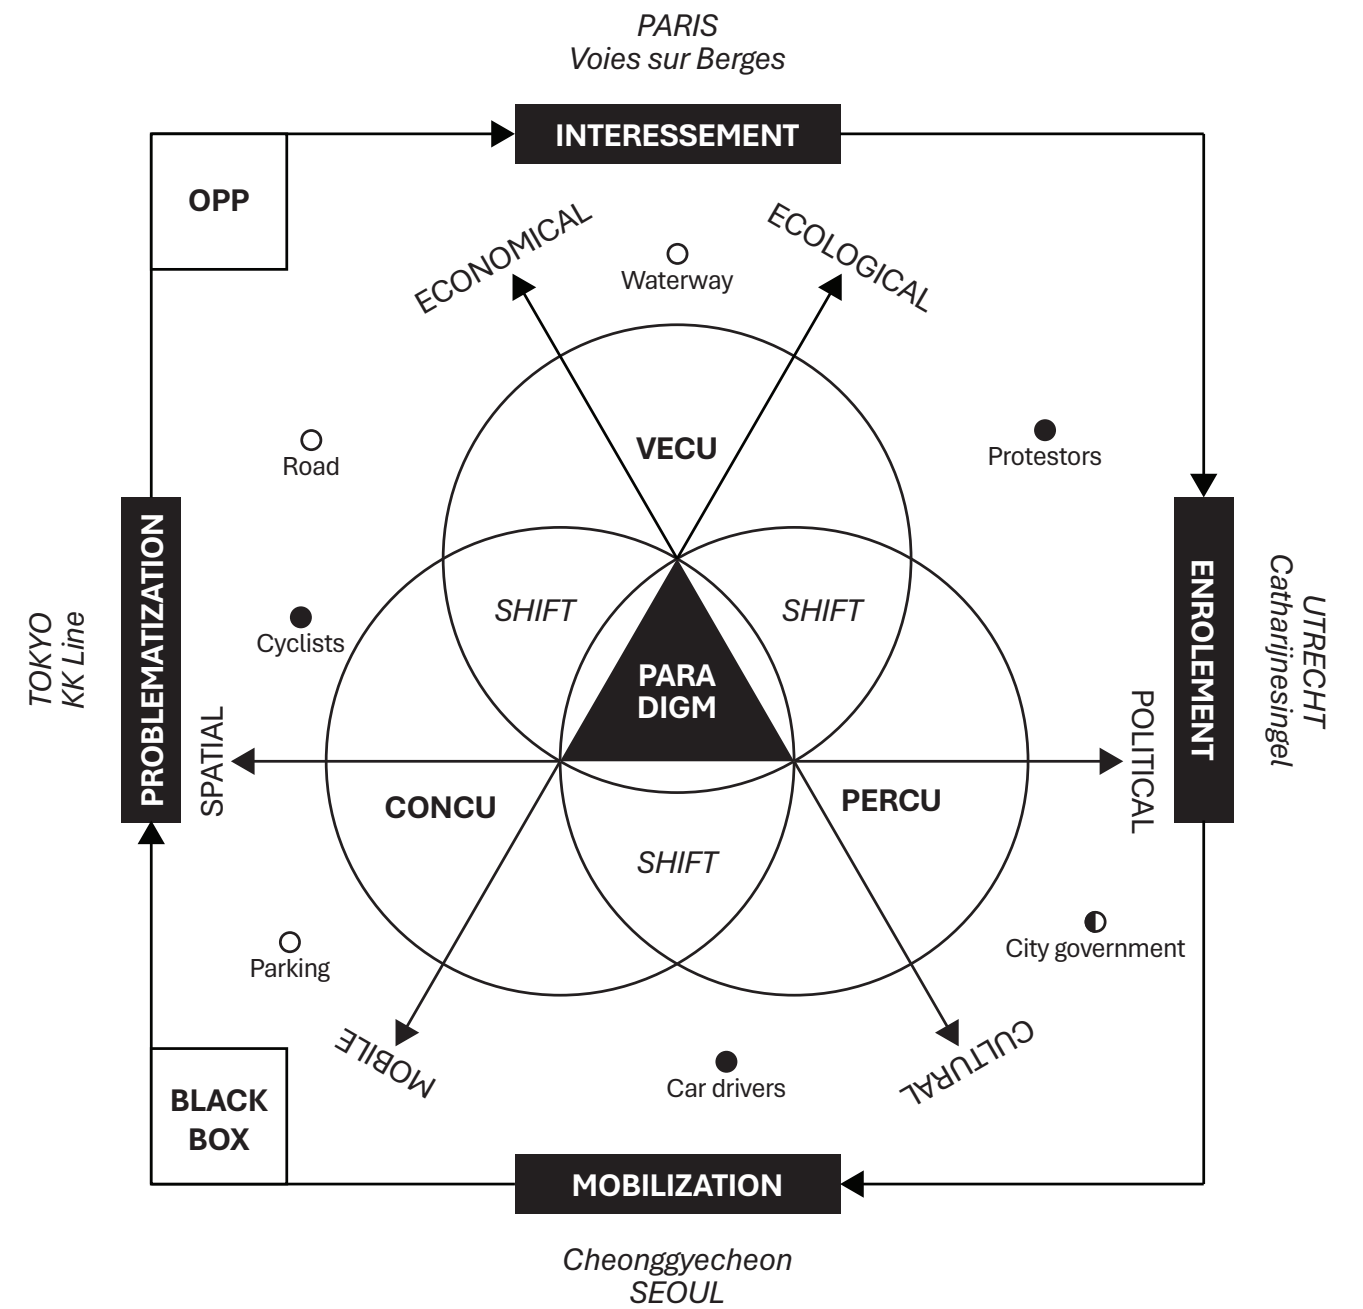 PARIS
Voies sur Berges
INTERESSEMENT
OPP
ECONOMICAL
ECOLOGICAL
Waterway
VECU
Road
Protestors
PROBLEMATIZATION
ENROLEMENT
TOKYO
KK Line
UTRECHT
Catharijnesingel
SHIFT
SHIFT
Cyclists
PARA
DIGM
SPATIAL
POLITICAL
CONCU
PERCU
SHIFT
Parking
City government
MOBILE
CULTURAL
Car drivers
BLACK
BOX
MOBILIZATION
Cheonggyecheon
SEOUL